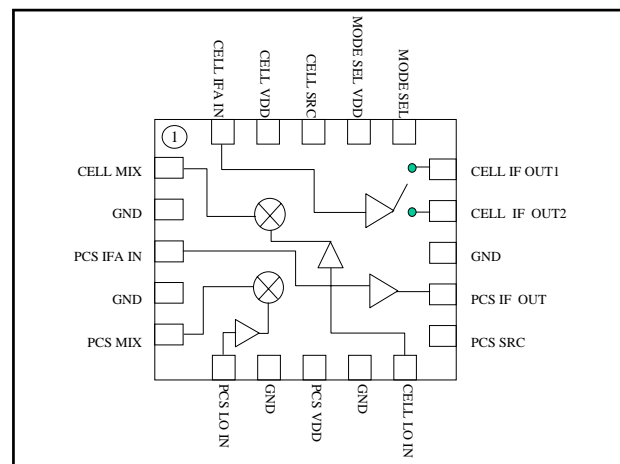 CELL IFA IN
CELL VDD
CELL SRC
MODE SEL VDD
MODE SEL
1
CELL MIX
GND
PCS IFA IN
GND
PCS MIX
CELL IF OUT1
CELL IF OUT2
GND
PCS IF OUT
PCS SRC
PCS LO IN
GND
PCS VDD
GND
CELL LO IN